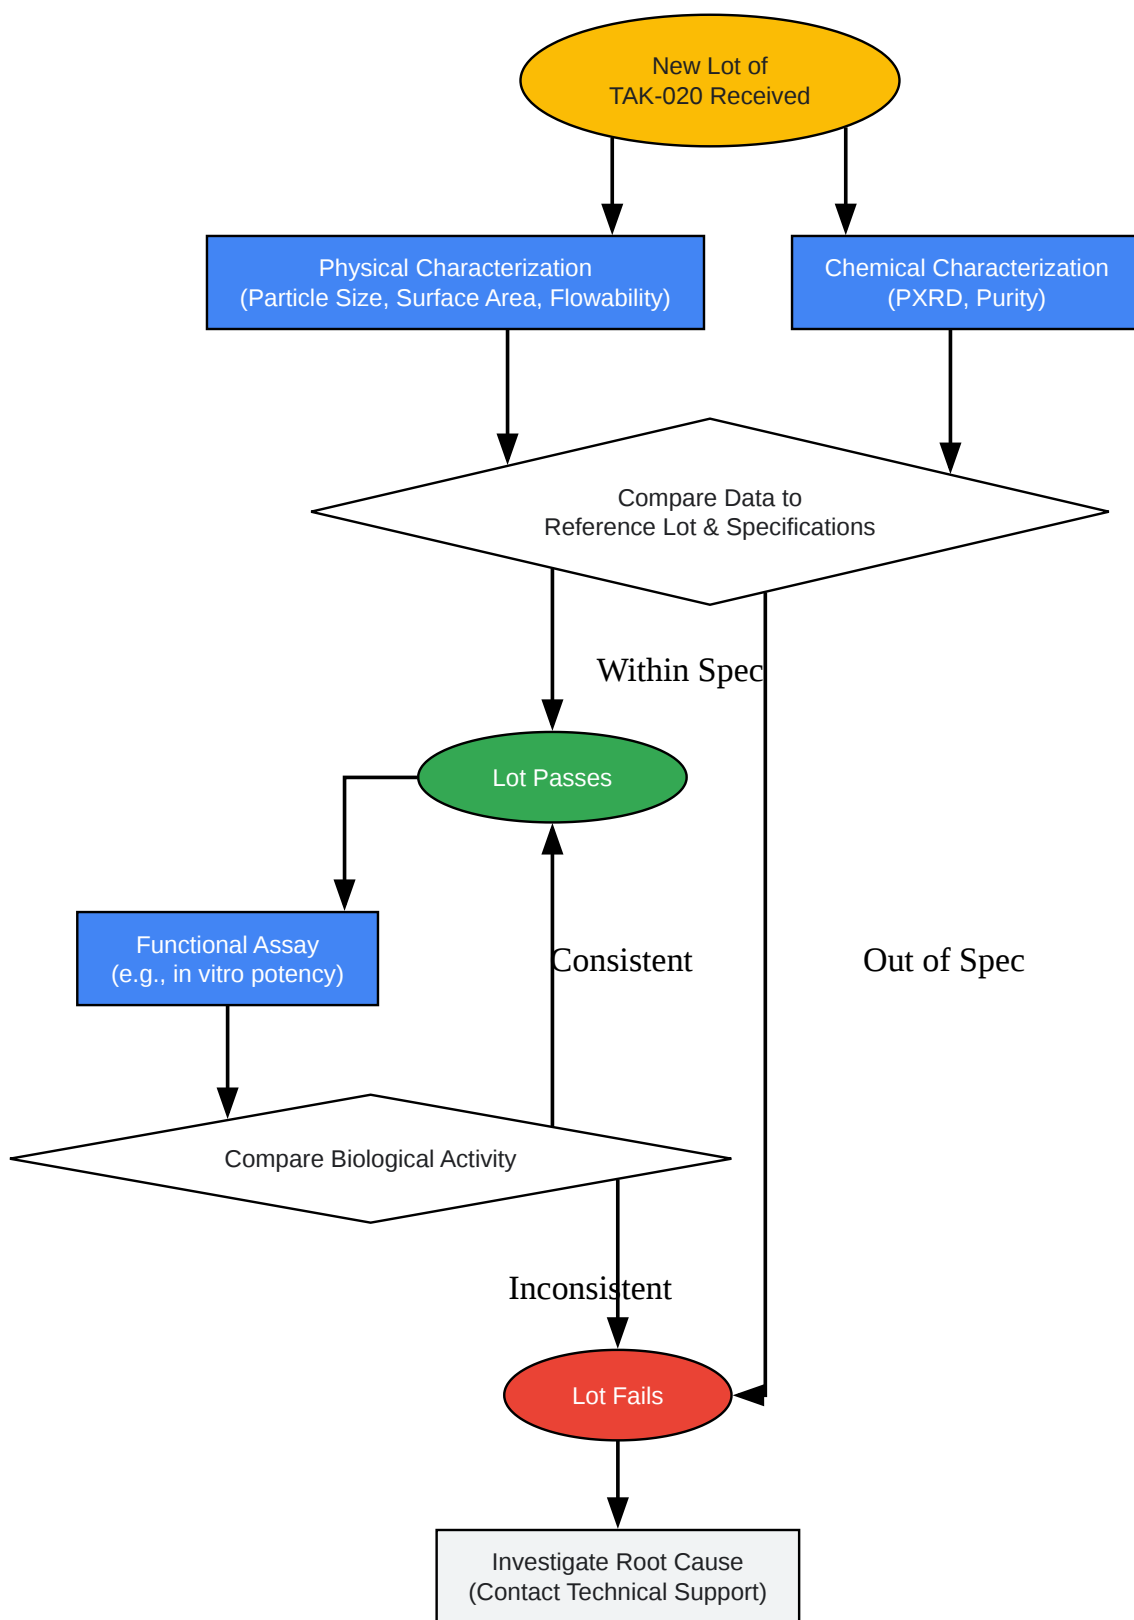 New Lot of
TAK-020 Received
Physical Characterization
(Particle Size, Surface Area, Flowability)
Chemical Characterization
(PXRD, Purity)
Compare Data to
Reference Lot & Specifications
Within Spec
Lot Passes
Functional Assay
(e.g., in vitro potency)
Consistent
Out of Spec
Compare Biological Activity
Inconsistent
Lot Fails
Investigate Root Cause
(Contact Technical Support)